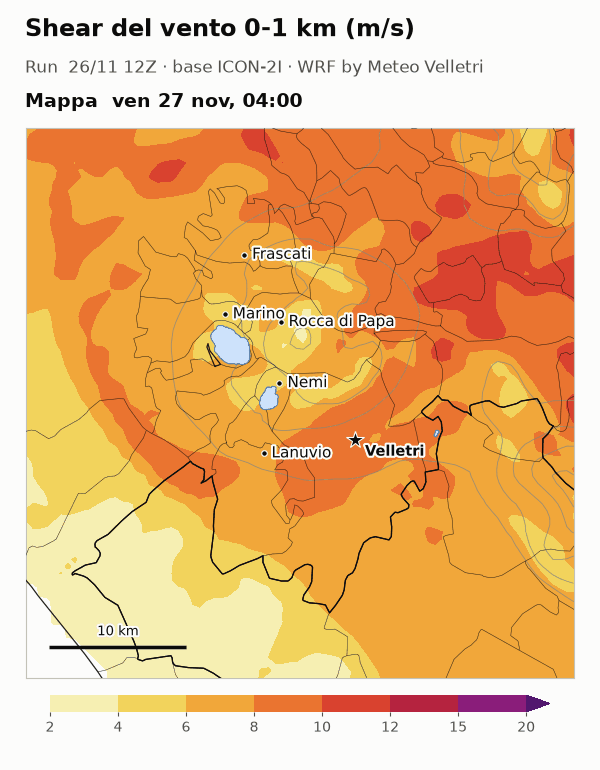 Shear del vento 0-1 km (m/s)
Run  26/11 12Z · base ICON-2I · WRF by Meteo Velletri
Mappa  ven 27 nov, 04:00
Frascati
Marino
Rocca di Papa
Nemi
Velletri
Lanuvio
10 km
2 4 6 8 10 12 15 20